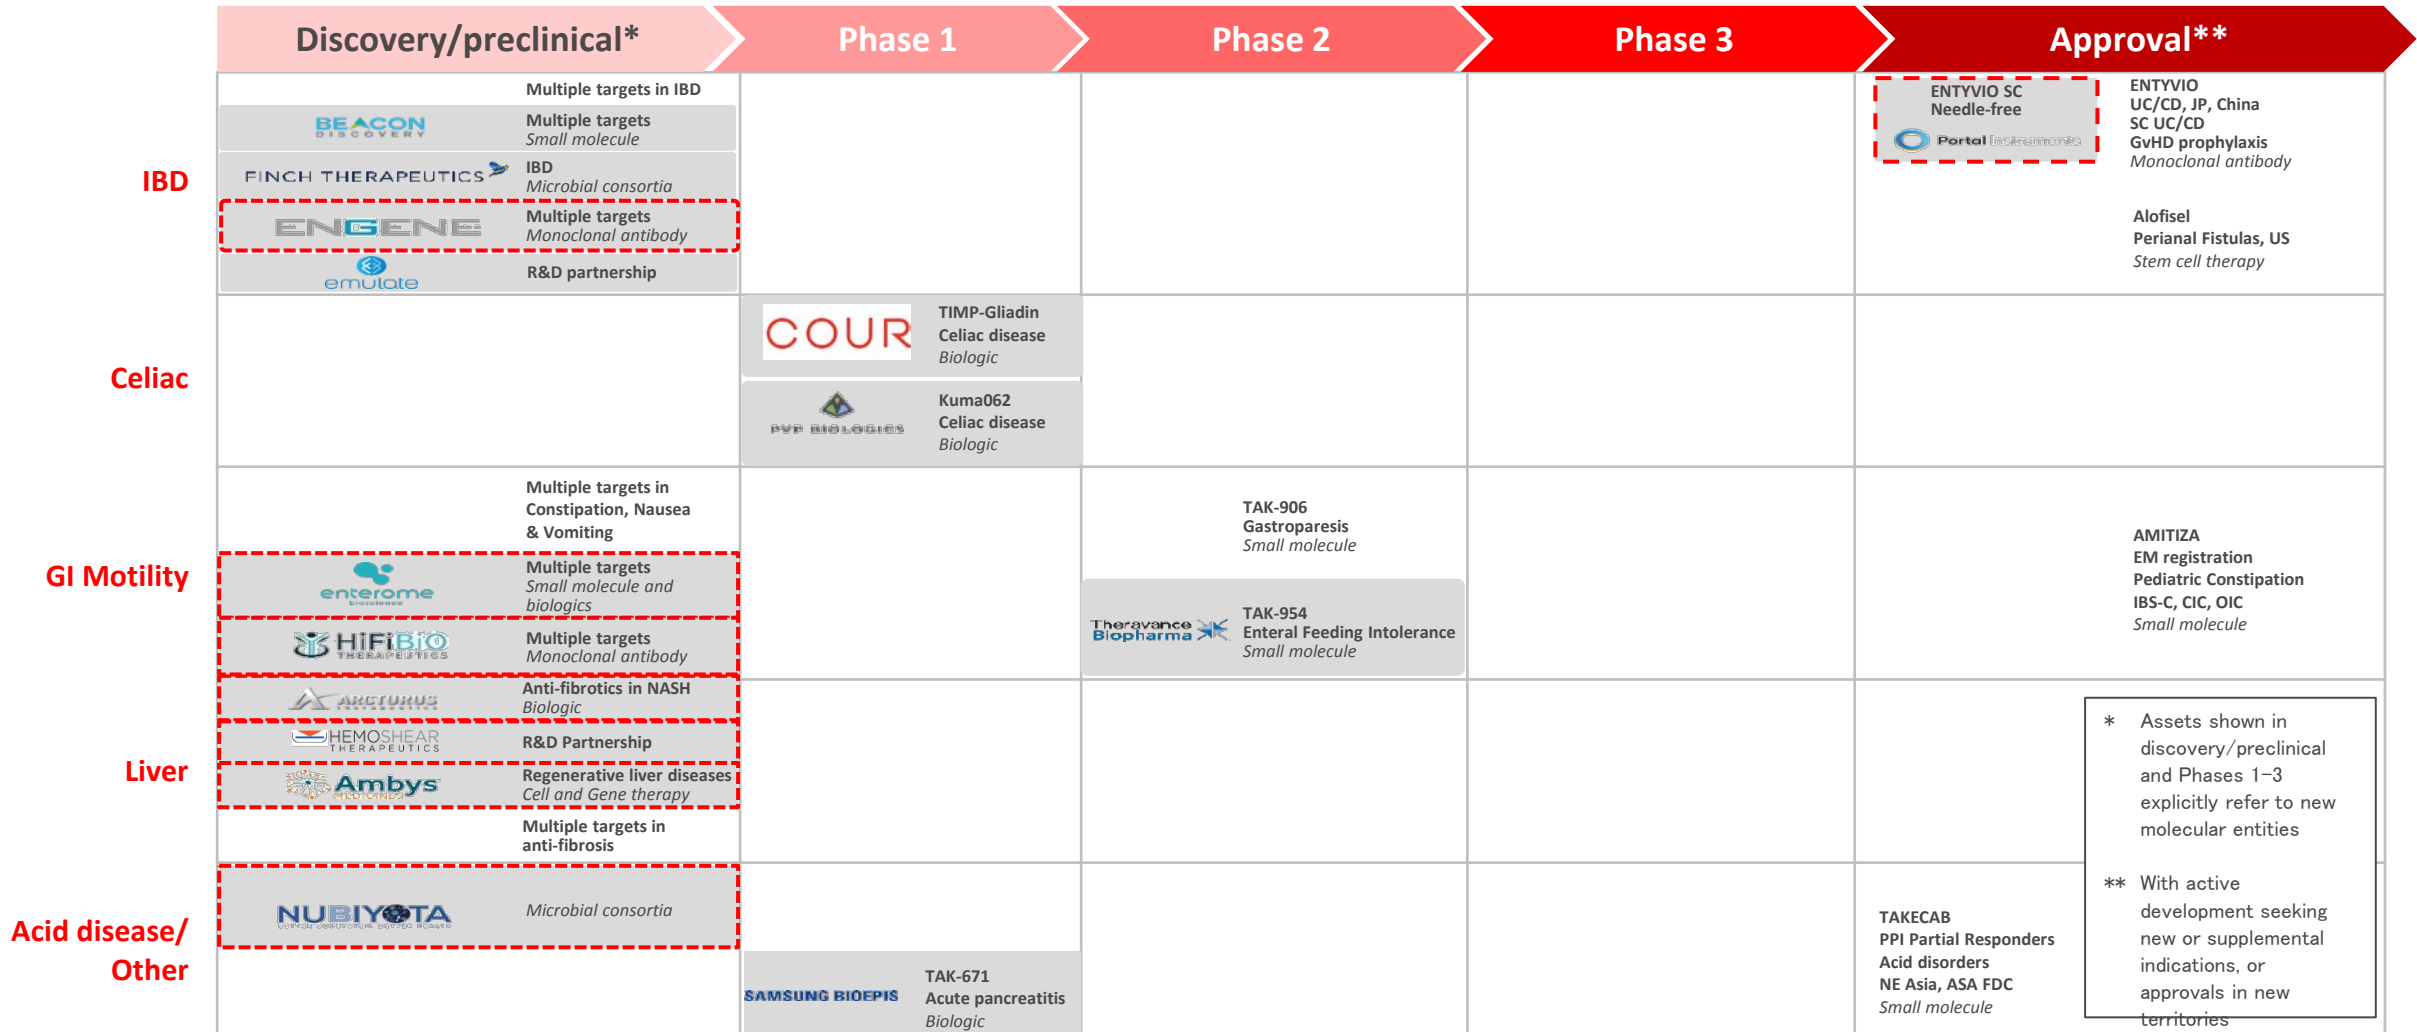 Discovery/preclinical*
Phase 1
Phase 2
Phase 3
Approval**
IBD
Multiple targets in IBD
BEACON
DISCOVERY
Multiple targets
Small molecule
FINCH THERAPEUTICS
IBD
Microbial consortia
ENGENE
Multiple targets
Monoclonal antibody
emulate
R&D partnership
ENTYVIO SC
Needle-free
Portal Instruments
ENTYVIO
UC/CD, JP, China
SC UC/CD
GvHD prophylaxis
Monoclonal antibody
Alofisel
Perianal Fistulas, US
Stem cell therapy
Celiac
COUR
TIMP-Gliadin
Celiac disease
Biologic
PVP BIOLOGICS
Kuma062
Celiac disease
Biologic
GI Motility
Multiple targets in
Constipation, Nausea
& Vomiting
enterome
bioscience
Multiple targets
Small molecule and
biologics
HiFiBiO
THERAPEUTICS
Multiple targets
Monoclonal antibody
TAK-906
Gastroparesis
Small molecule
Theravance
Biopharma
TAK-954
Enteral Feeding Intolerance
Small molecule
AMITIZA
EM registration
Pediatric Constipation
IBS-C, CIC, OIC
Small molecule
Liver
ARCTURUS
Anti-fibrotics in NASH
Biologic
HEMOSHEAR
THERAPEUTICS
R&D Partnership
Ambys
MEDICINES
Regenerative liver diseases
Cell and Gene therapy
Multiple targets in
anti-fibrosis
Acid disease/
Other
NUBIYOTA
Microbial consortia
SAMSUNG BIOEPIS
TAK-671
Acute pancreatitis
Biologic
TAKECAB
PPI Partial Responders
Acid disorders
NE Asia, ASA FDC
Small molecule
* Assets shown in
discovery/preclinical
and Phases 1-3
explicitly refer to new
molecular entities
** With active
development seeking
new or supplemental
indications, or
approvals in new
territories